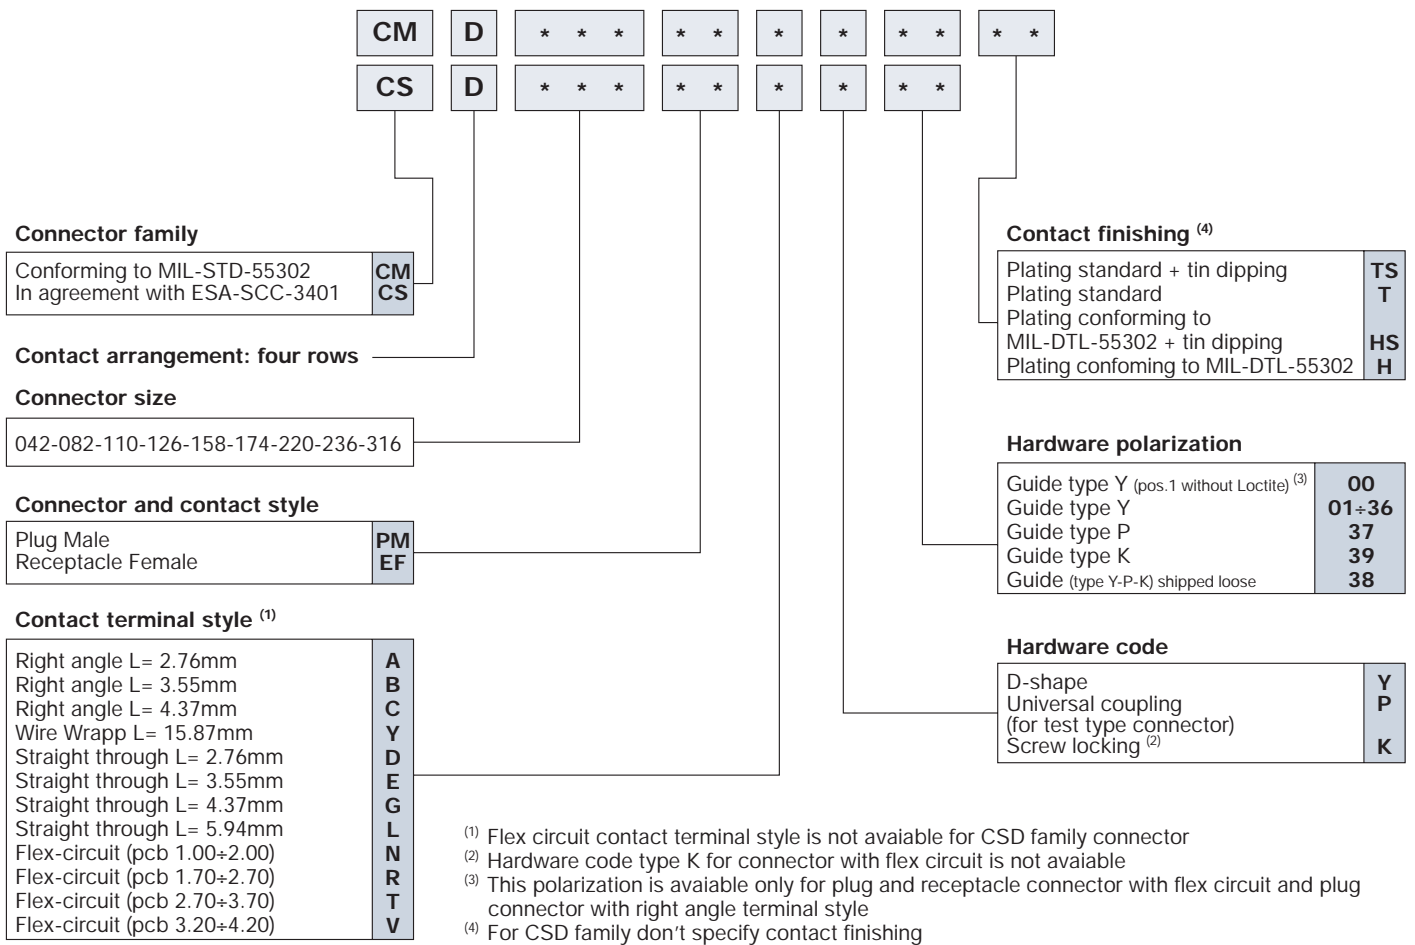 CM D * * * * * * * * * * *
CS D * * * * * * * * *
Connector family
Conforming to MIL-STD-55302 CM
In agreement with ESA-SCC-3401 CS
Contact arrangement: four rows
Connector size
042-082-110-126-158-174-220-236-316
Connector and contact style
Plug Male PM
Receptacle Female EF
Contact terminal style (1)
Right angle L= 2.76mm A
Right angle L= 3.55mm B
Right angle L= 4.37mm C
Wire Wrapp L= 15.87mm Y
Straight through L= 2.76mm D
Straight through L= 3.55mm E
Straight through L= 4.37mm G
Straight through L= 5.94mm L
Flex-circuit (pcb 1.00÷2.00) N
Flex-circuit (pcb 1.70÷2.70) R
Flex-circuit (pcb 2.70÷3.70) T
Flex-circuit (pcb 3.20÷4.20) V
Contact finishing (4)
Plating standard + tin dipping TS
Plating standard T
Plating conforming to
MIL-DTL-55302 + tin dipping HS
Plating confoming to MIL-DTL-55302 H
Hardware polarization
Guide type Y (pos.1 without Loctite) (3) 00
Guide type Y 01÷36
Guide type P 37
Guide type K 39
Guide (type Y-P-K) shipped loose 38
Hardware code
D-shape Y
Universal coupling P
(for test type connector)
Screw locking (2) K
(1) Flex circuit contact terminal style is not avaiable for CSD family connector
(2) Hardware code type K for connector with flex circuit is not avaiable
(3) This polarization is avaiable only for plug and receptacle connector with flex circuit and plug
connector with right angle terminal style
(4) For CSD family don't specify contact finishing